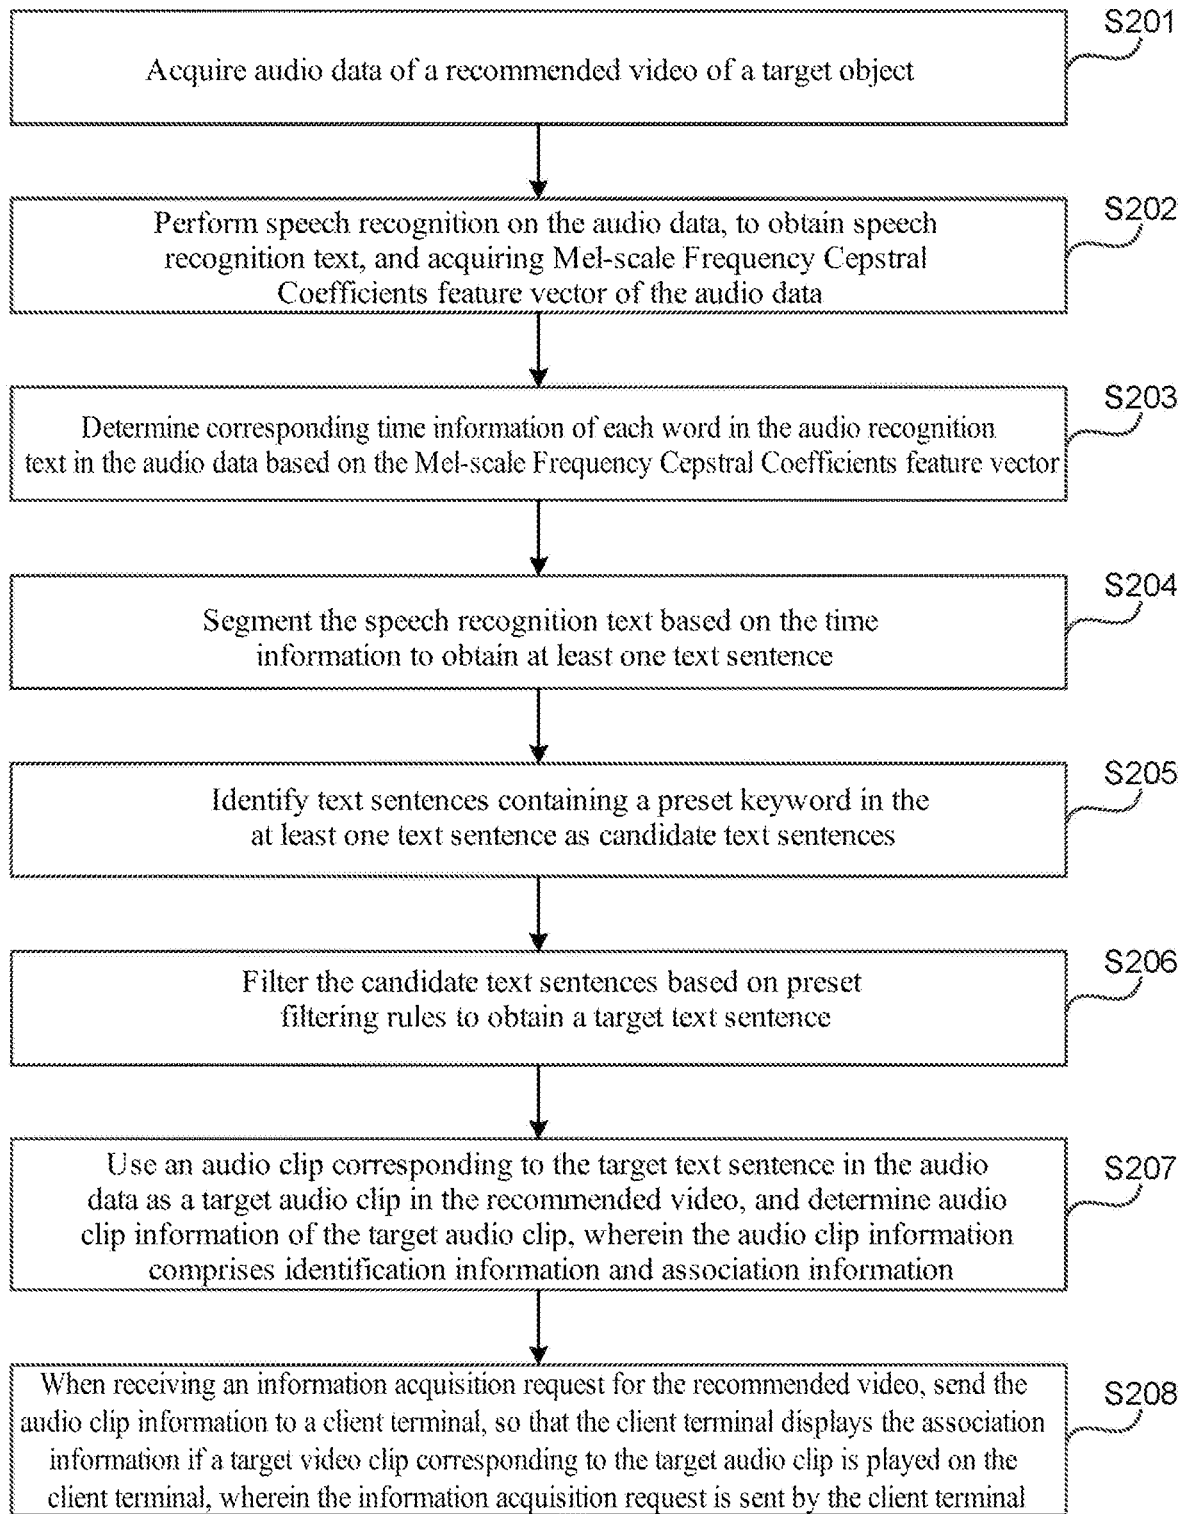 S201
Acquire audio data of a recommended video of a target object
S202
Perform speech recognition on the audio data, to obtain speech
recognition text, and acquiring Mel-scale Frequency Cepstral
Coefficients feature vector of the audio data
S203
Determine corresponding time information of each word in the audio recognition
text in the audio data based on the Mel-scale Frequency Cepstral Coefficients feature vector
S204
Segment the speech recognition text based on the time
information to obtain at least one text sentence
S205
Identify text sentences containing a preset keyword in the
at least one text sentence as candidate text sentences
S206
Filter the candidate text sentences based on preset
filtering rules to obtain a target text sentence
S207
Use an audio clip corresponding to the target text sentence in the audio
data as a target audio clip in the recommended video, and determine audio
clip information of the target audio clip, wherein the audio clip information
comprises identification information and association information
S208
When receiving an information acquisition request for the recommended video, send the
audio clip information to a client terminal, so that the client terminal displays the association
information if a target video clip corresponding to the target audio clip is played on the
client terminal, wherein the information acquisition request is sent by the client terminal